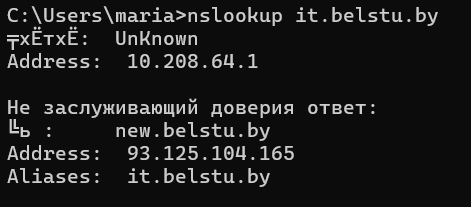 C:\Users\maria>nslookup it.belstu.by
╤хЁтхЁ:  UnKnown
Address:  10.208.64.1
Не заслуживающий доверия ответ:
╚ь :     new.belstu.by
Address:  93.125.104.165
Aliases:  it.belstu.by